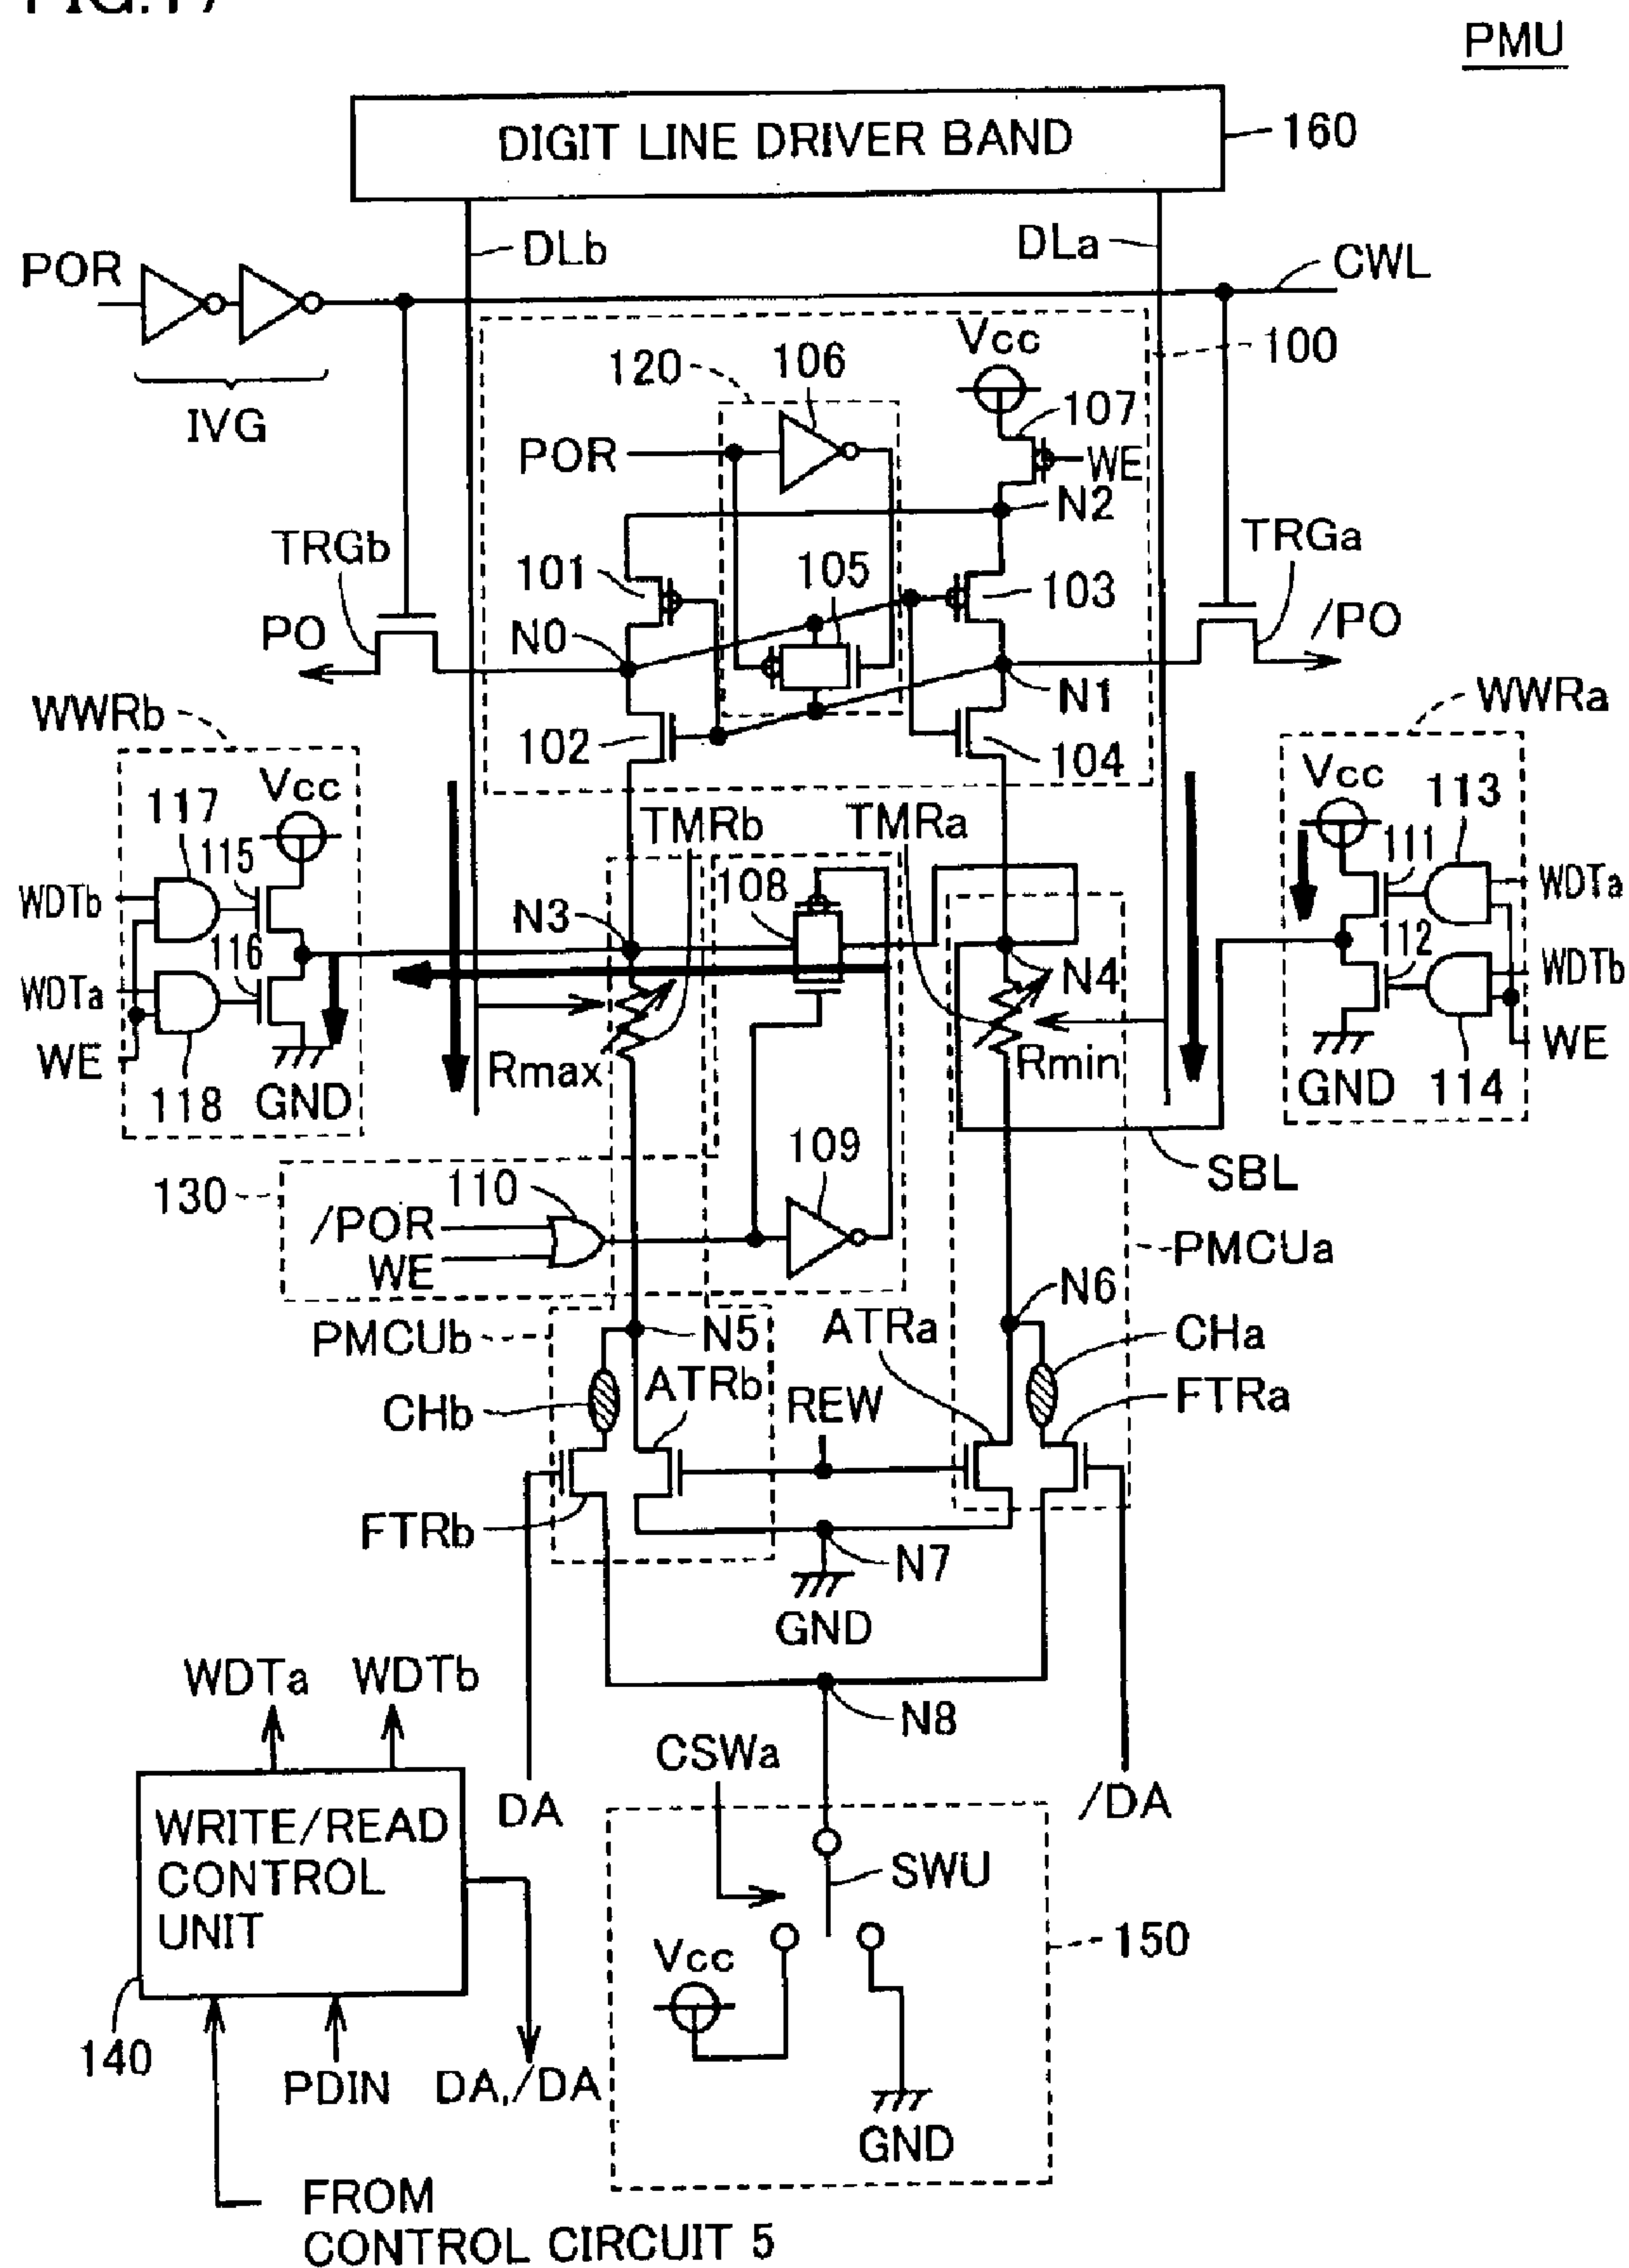 FIG.17
PMU
DIGIT LINE DRIVER BAND
160
DLb
DLa
CWL
POR
IVG
Vcc
100
120
106
107
POR
WE
N2
TRGb
TRGa
101
105
103
PO
N0
/PO
N1
WWRb
WWRa
102
104
117
Vcc
Vcc
113
TMRb
TMRa
115
111
WDTb
108
WDTa
N3
116
112
N4
WDTa
WDTb
WE
Rmax
Rmin
WE
118
GND
GND
114
109
SBL
130
110
/POR
WE
PMCUa
N6
PMCUb
N5
ATRa
CHa
ATRb
CHb
REW
FTRa
FTRb
N7
GND
WDTa
WDTb
N8
CSWa
DA
/DA
WRITE/READ
CONTROL
UNIT
SWU
150
Vcc
140
PDIN
DA,/DA
GND
FROM
CONTROL CIRCUIT 5